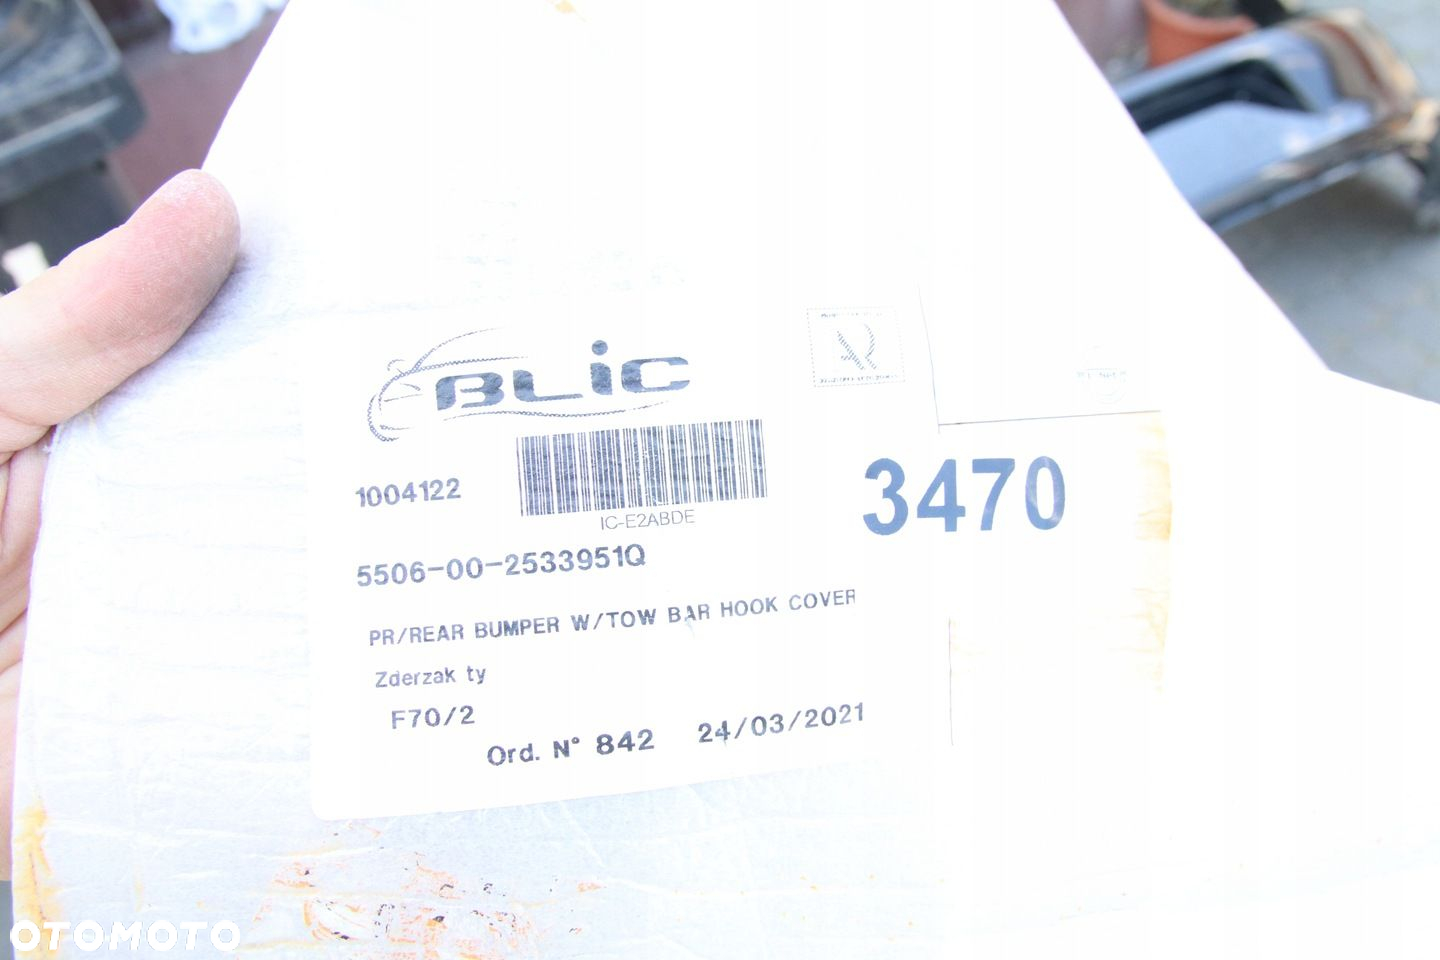 BLiC
1004122
IC-E2ABDE
3470
5506-00-2533951Q
PR/REAR BUMPER W/TOW BAR HOOK COVER
Zderzak ty
F70/2
Ord. N° 842 24/03/2021
OTOMOTO